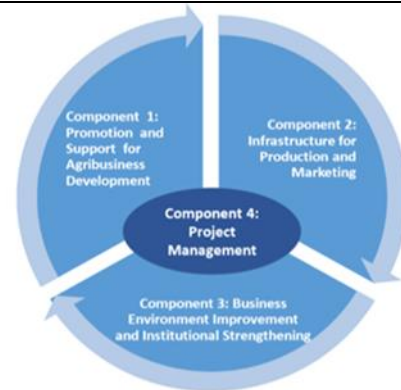 Component 1:
Promotion and
Support for
Agribusiness
Development
Component 2:
Infrastructure for
Production and
Marketing
Component 4:
Project
Management
Component 3: Business
Environment Improvement
and Institutional Strengthening